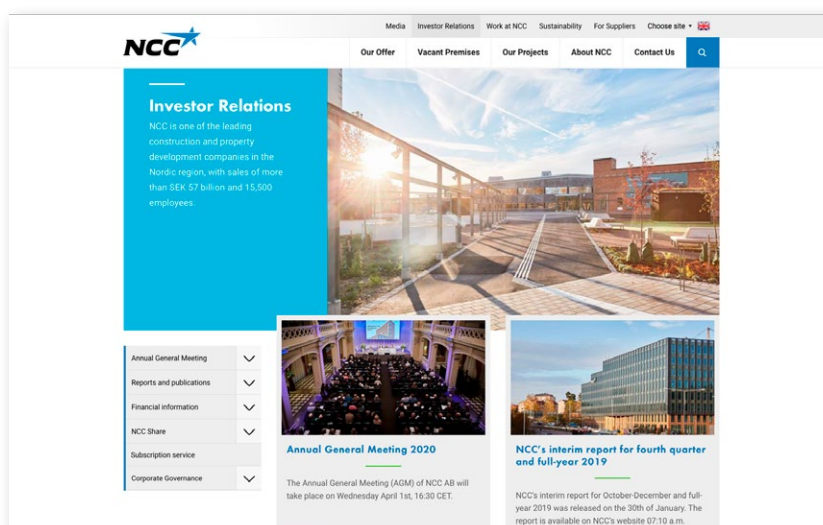 Media Investor Relations Work at NCC Sustainability For Suppliers Choose site
NCC
Our Offer Vacant Premises Our Projects About NCC Contact Us
Investor Relations
NCC is one of the leading
construction and property
development companies in the
Nordic region, with sales of more
than SEK 57 billion and 15,500
employees.
Annual General Meeting
Reports and publications
Financial information
NCC Share
Subscription service
Corporate Governance
Annual General Meeting 2020
The Annual General Meeting (AGM) of NCC AB will
take place on Wednesday April 1st, 16:30 CET.
NCC's interim report for fourth quarter
and full-year 2019
NCC's interim report for October-December and full-
year 2019 was released on the 30th of January. The
report is available on NCC's website 07:10 a.m.